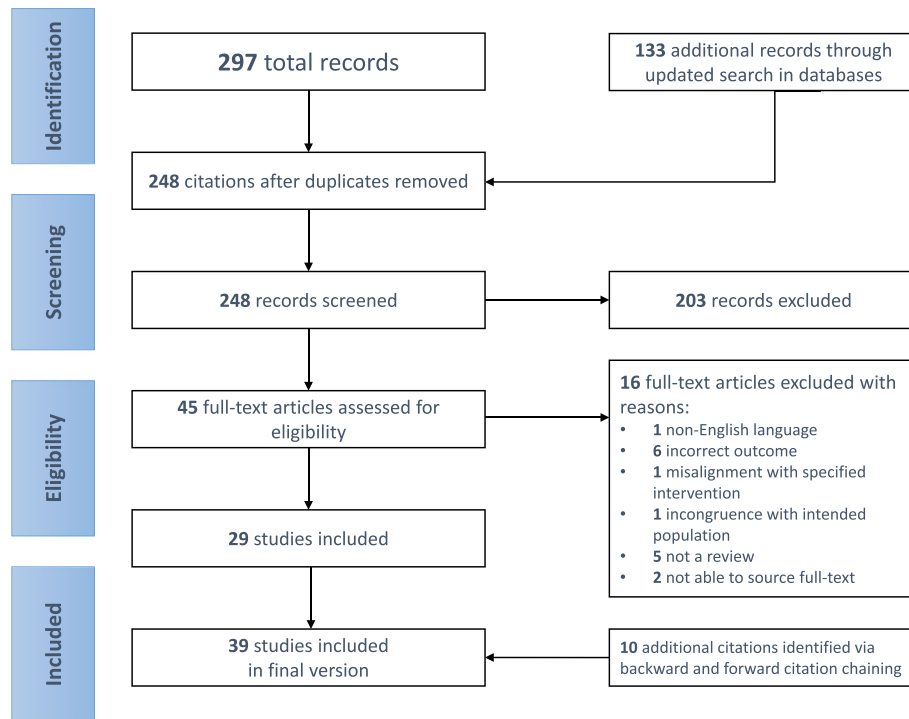 Identification
297 total records
133 additional records through
updated search in databases
248 citations after duplicates removed
Screening
248 records screened
203 records excluded
Eligibility
45 full-text articles assessed for
eligibility
16 full-text articles excluded with
reasons:
• 1 non-English language
• 6 incorrect outcome
• 1 misalignment with specified
intervention
• 1 incongruence with intended
population
• 5 not a review
• 2 not able to source full-text
29 studies included
Included
39 studies included
in final version
10 additional citations identified via
backward and forward citation chaining